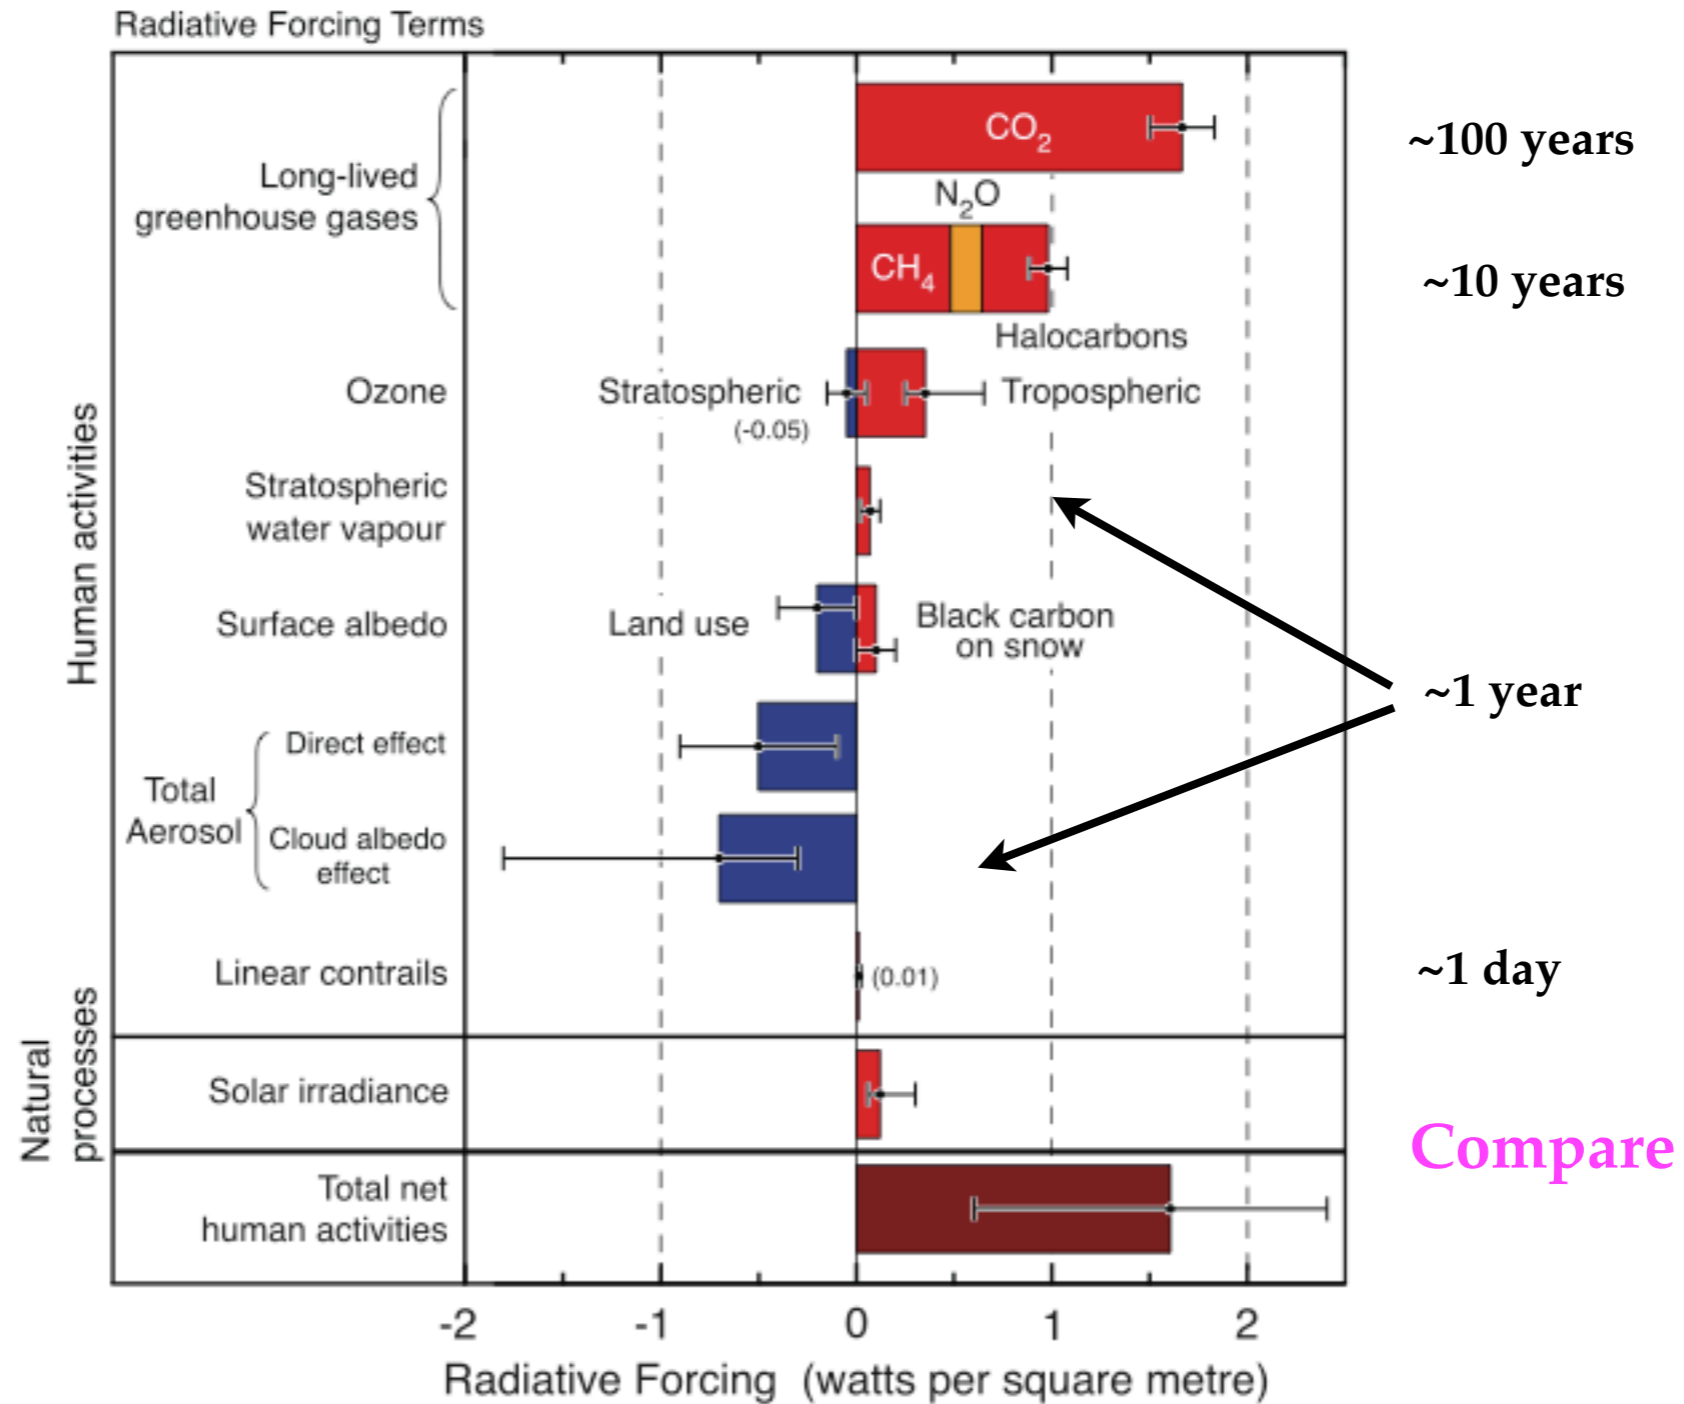 Radiative Forcing Terms
CO2
~100 years
Long-lived
greenhouse gases
N2O
CH4
~10 years
Halocarbons
Human activities
Ozone
Stratospheric
(-0.05)
Tropospheric
Stratospheric
water vapour
Surface albedo
Land use
Black carbon
on snow
~1 year
Total
Aerosol
Direct effect
Cloud albedo
effect
Linear contrails
(0.01)
~1 day
Natural
processes
Solar irradiance
Compare
Total net
human activities
-2 -1 0 1 2
Radiative Forcing (watts per square metre)